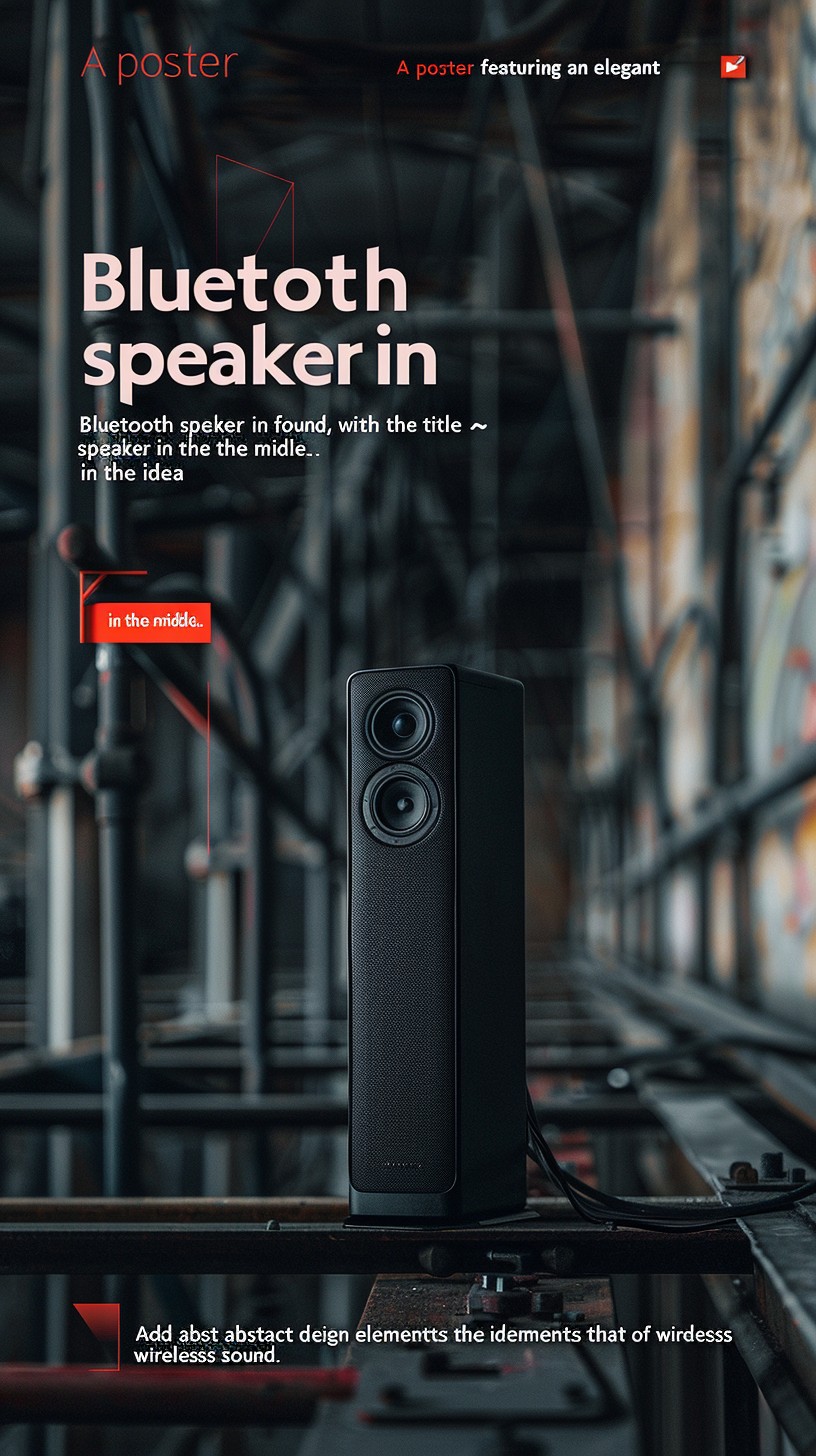 A poster
A poster featuring an elegant
Bluetoth
speaker in
Bluetooth speker in found, with the title ~
speaker in the the midle..
in the idea
in the middle..
Add abst abstact deign elementts the idements that of wirdesss
wirelesss sound.